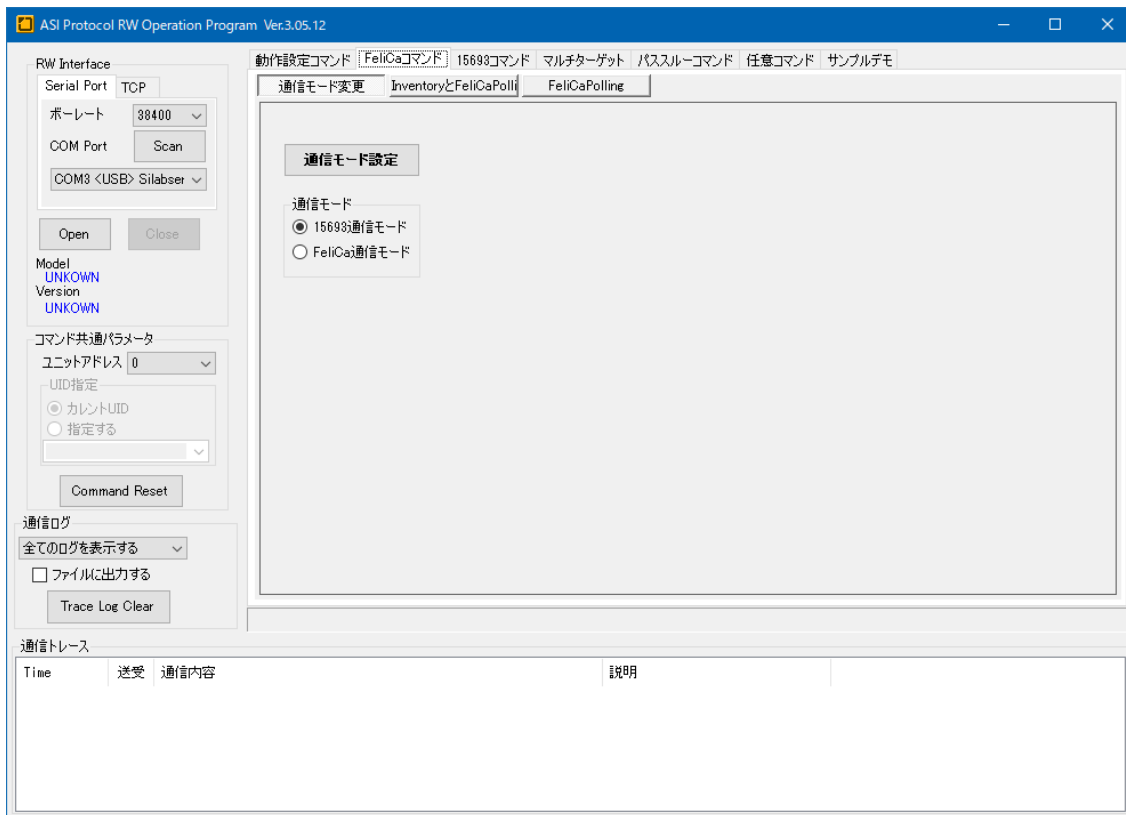 ASI Protocol RW Operation Program Ver.3.05.12
RW Interface
Serial Port TCP
ボーレート 38400
COM Port Scan
COM3 <USB> Silabser
Open Close
Model
UNKOWN
Version
UNKOWN
コマンド共通パラメータ
ユニットアドレス 0
UID指定
カレントUID
指定する
Command Reset
通信ログ
全てのログを表示する
ファイルに出力する
Trace Log Clear
動作設定コマンド FeliCaコマンド 15693コマンド マルチターゲット パススルーコマンド 任意コマンド サンプルデモ
通信モード変更 InventoryとFeliCaPolli FeliCaPolling
通信モード設定
通信モード
15693通信モード
FeliCa通信モード
通信トレース
Time 送受 通信内容 説明